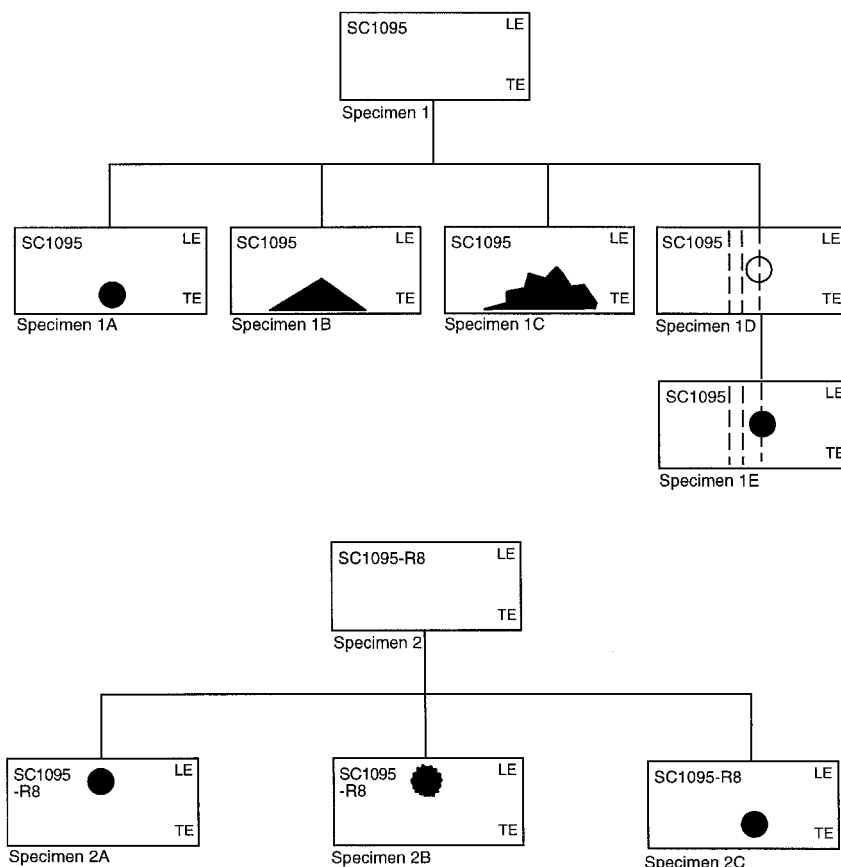 SC1095 LE
TE
Specimen 1
SC1095 LE
TE
Specimen 1A
SC1095 LE
TE
Specimen 1B
SC1095 LE
TE
Specimen 1C
SC1095 LE
TE
Specimen 1D
SC1095 LE
TE
Specimen 1E
SC1095-R8 LE
TE
Specimen 2
SC1095 LE
-R8
TE
Specimen 2A
SC1095 LE
-R8
TE
Specimen 2B
SC1095-R8 LE
TE
Specimen 2C